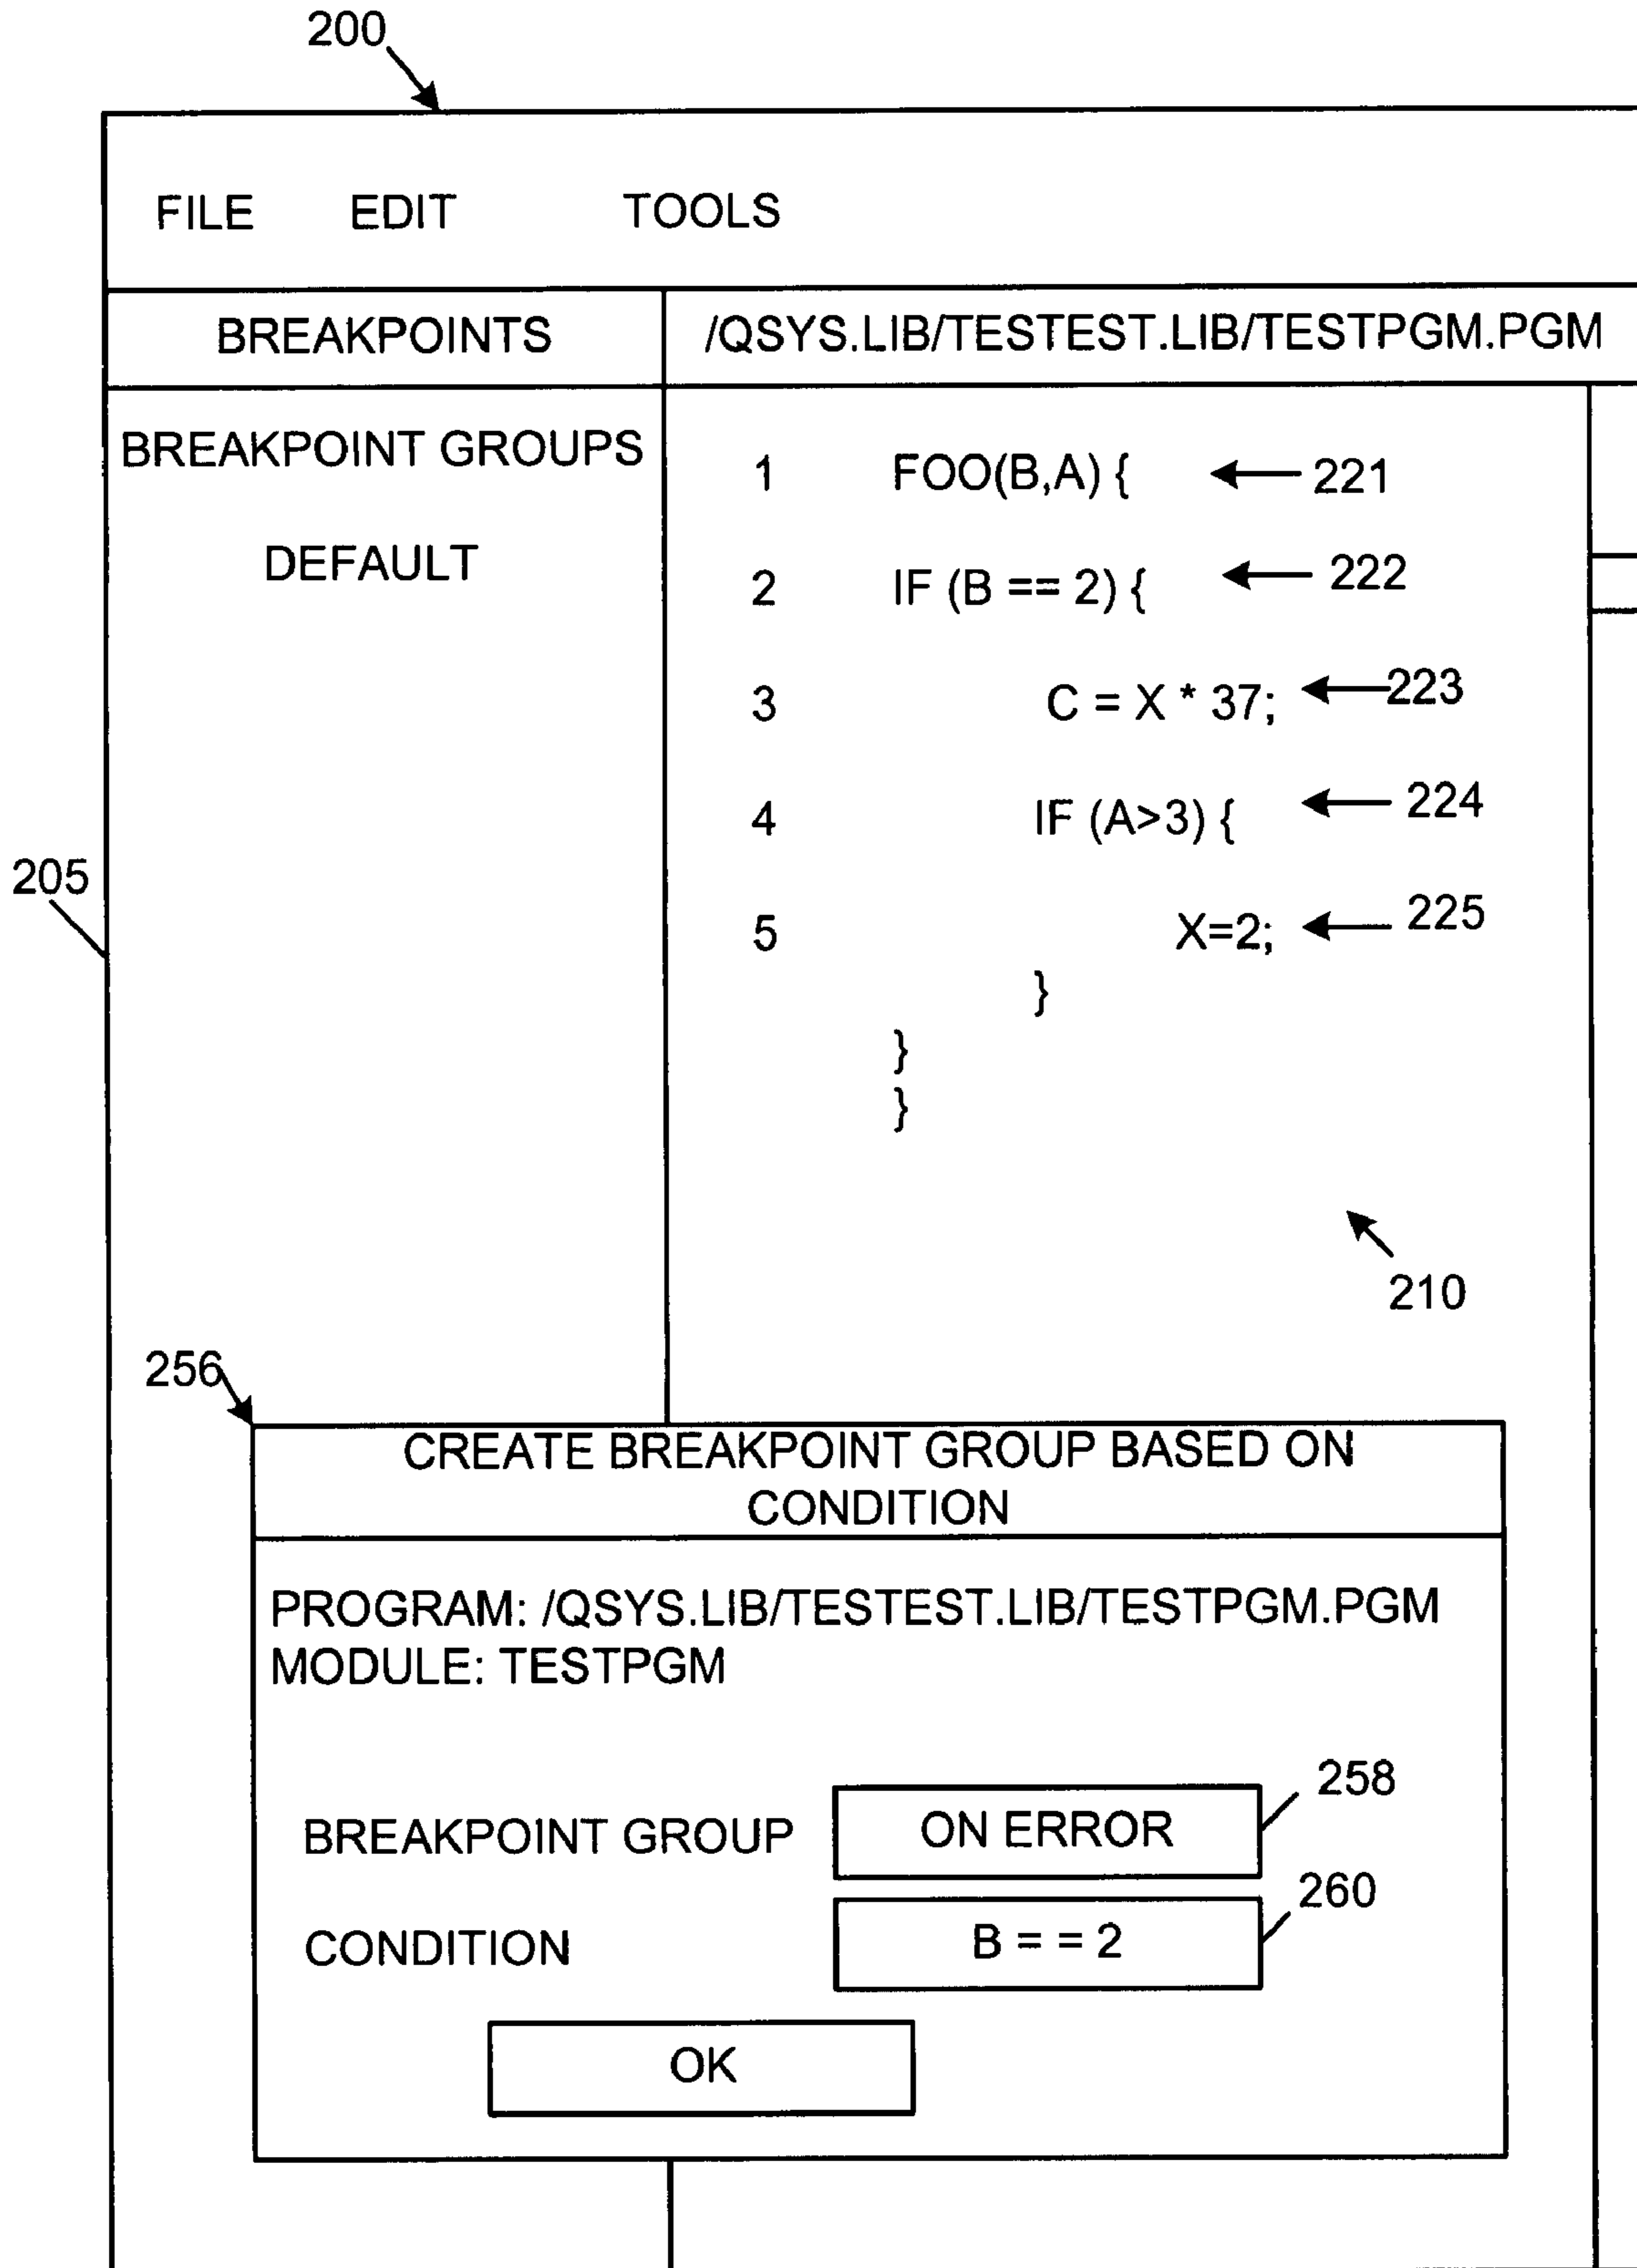 200
FILE EDIT TOOLS
BREAKPOINTS /QSYS.LIB/TESTEST.LIB/TESTPGM.PGM
BREAKPOINT GROUPS
DEFAULT
1 FOO(B,A) { 221
2 IF (B == 2) { 222
3 C = X * 37; 223
4 IF (A>3) { 224
5 X=2; 225
}
}
}
205
210
256
CREATE BREAKPOINT GROUP BASED ON
CONDITION
PROGRAM: /QSYS.LIB/TESTEST.LIB/TESTPGM.PGM
MODULE: TESTPGM
BREAKPOINT GROUP ON ERROR 258
CONDITION B = = 2 260
OK